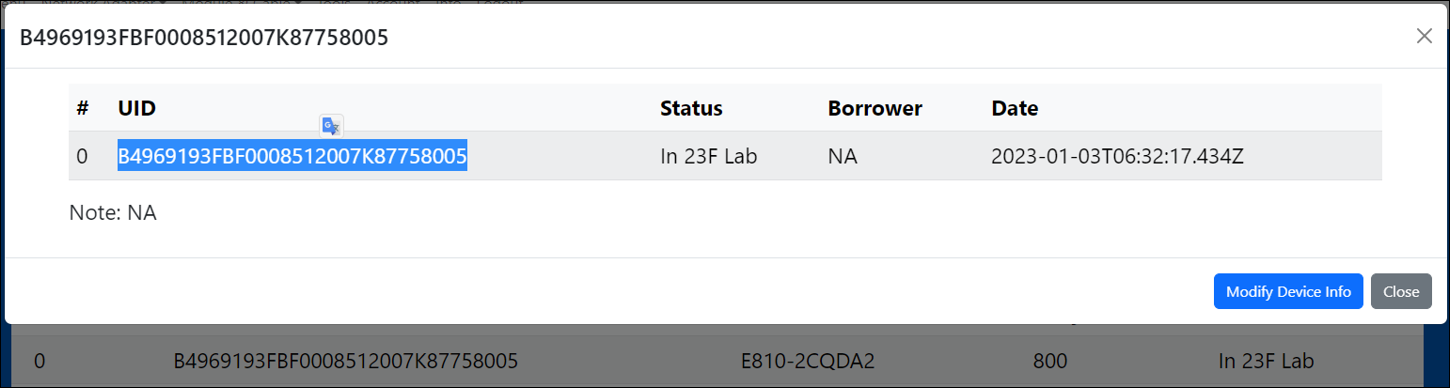 B4969193FBF0008512007K87758005
# UID Status Borrower Date
0 B4969193FBF0008512007K87758005 In 23F Lab NA 2023-01-03T06:32:17.434Z
Note: NA
Modify Device Info Close
0 B4969193FBF0008512007K87758005 E810-2CQDA2 800 In 23F Lab